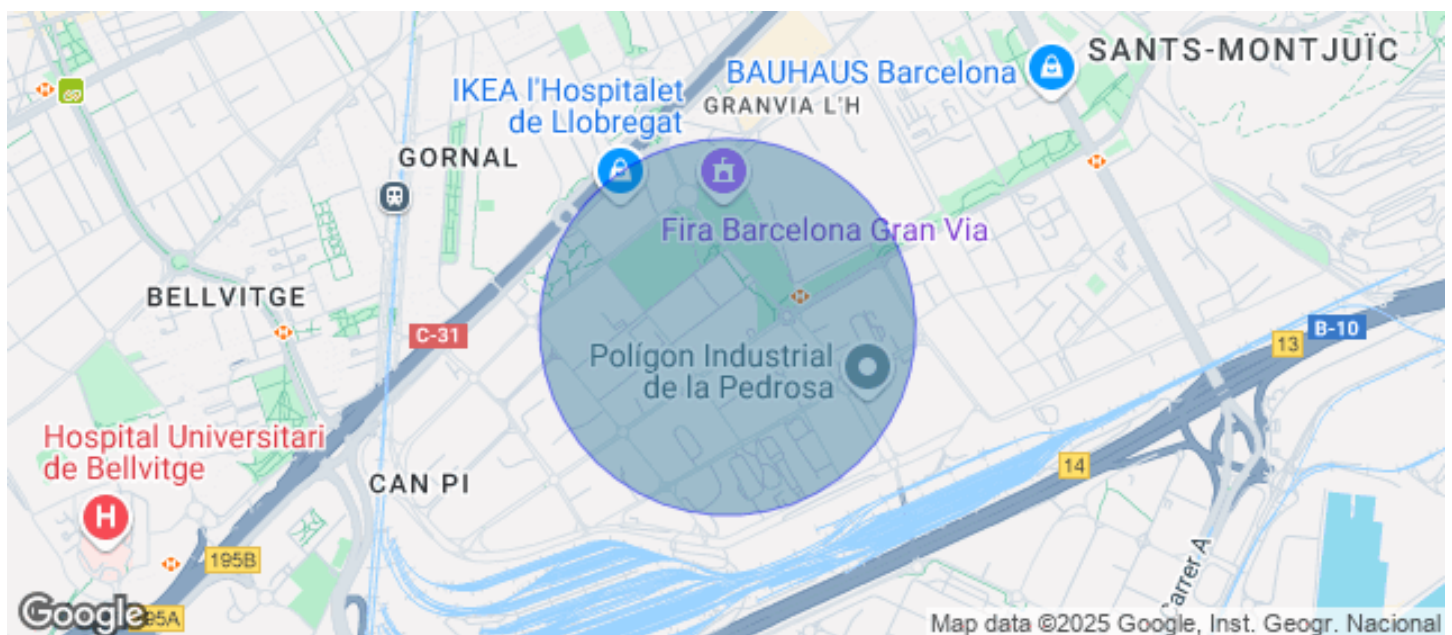 SANTS-MONTJUÏC
BAUHAUS Barcelona
IKEA l'Hospitalet
de Llobregat
GRANVIA L'H
GORNAL
Fira Barcelona Gran Via
BELLVITGE
C-31
B-10
13
Polígon Industrial
de la Pedrosa
Hospital Universitari
de Bellvitge
H
CAN PI
14
195B
Carrer A
Google
195A
Map data ©2025 Google, Inst. Geogr. Nacional